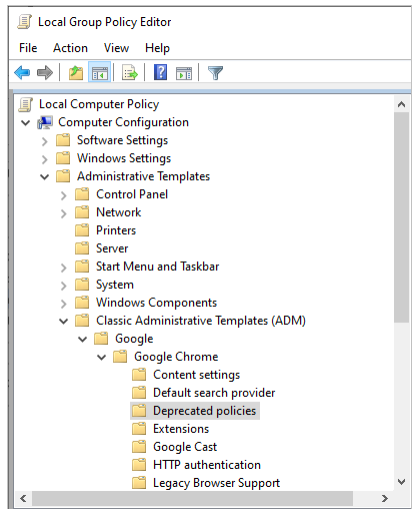 Local Group Policy Editor
File Action View Help
Local Computer Policy
Computer Configuration
Software Settings
Windows Settings
Administrative Templates
Control Panel
Network
Printers
Server
Start Menu and Taskbar
System
Windows Components
Classic Administrative Templates (ADM)
Google
Google Chrome
Content settings
Default search provider
Deprecated policies
Extensions
Google Cast
HTTP authentication
Legacy Browser Support